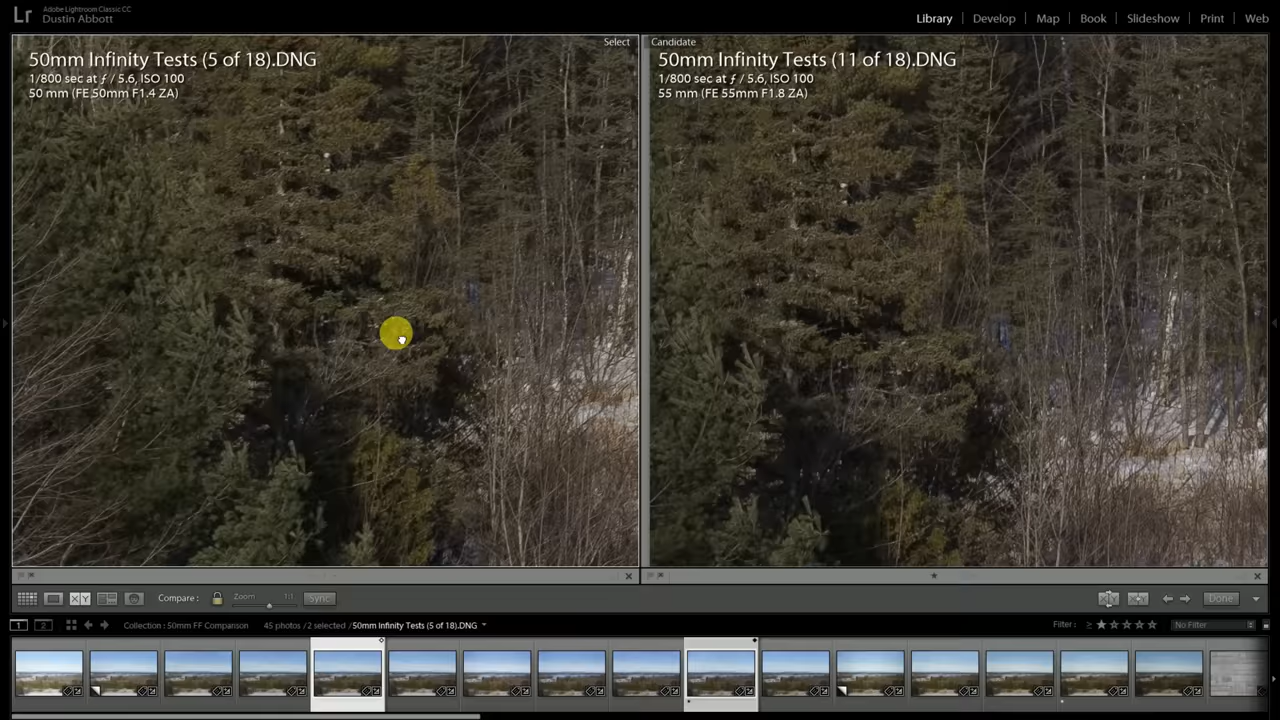 Lr
Adobe Lightroom Classic CC
Dustin Abbott
Library | Develop | Map | Book | Slideshow | Print | Web
Select
50mm Infinity Tests (5 of 18).DNG
1/800 sec at ƒ / 5.6, ISO 100
50 mm (FE 50mm F1.4 ZA)
Candidate
50mm Infinity Tests (11 of 18).DNG
1/800 sec at ƒ / 5.6, ISO 100
55 mm (FE 55mm F1.8 ZA)
XY Compare : Zoom 1:1 Sync Done
1 2 Collection : 50mm FF Comparison 45 photos / 2 selected / 50mm Infinity Tests (5 of 18).DNG Filter : ≥ ★ ★ ★ ★ ★ No Filter